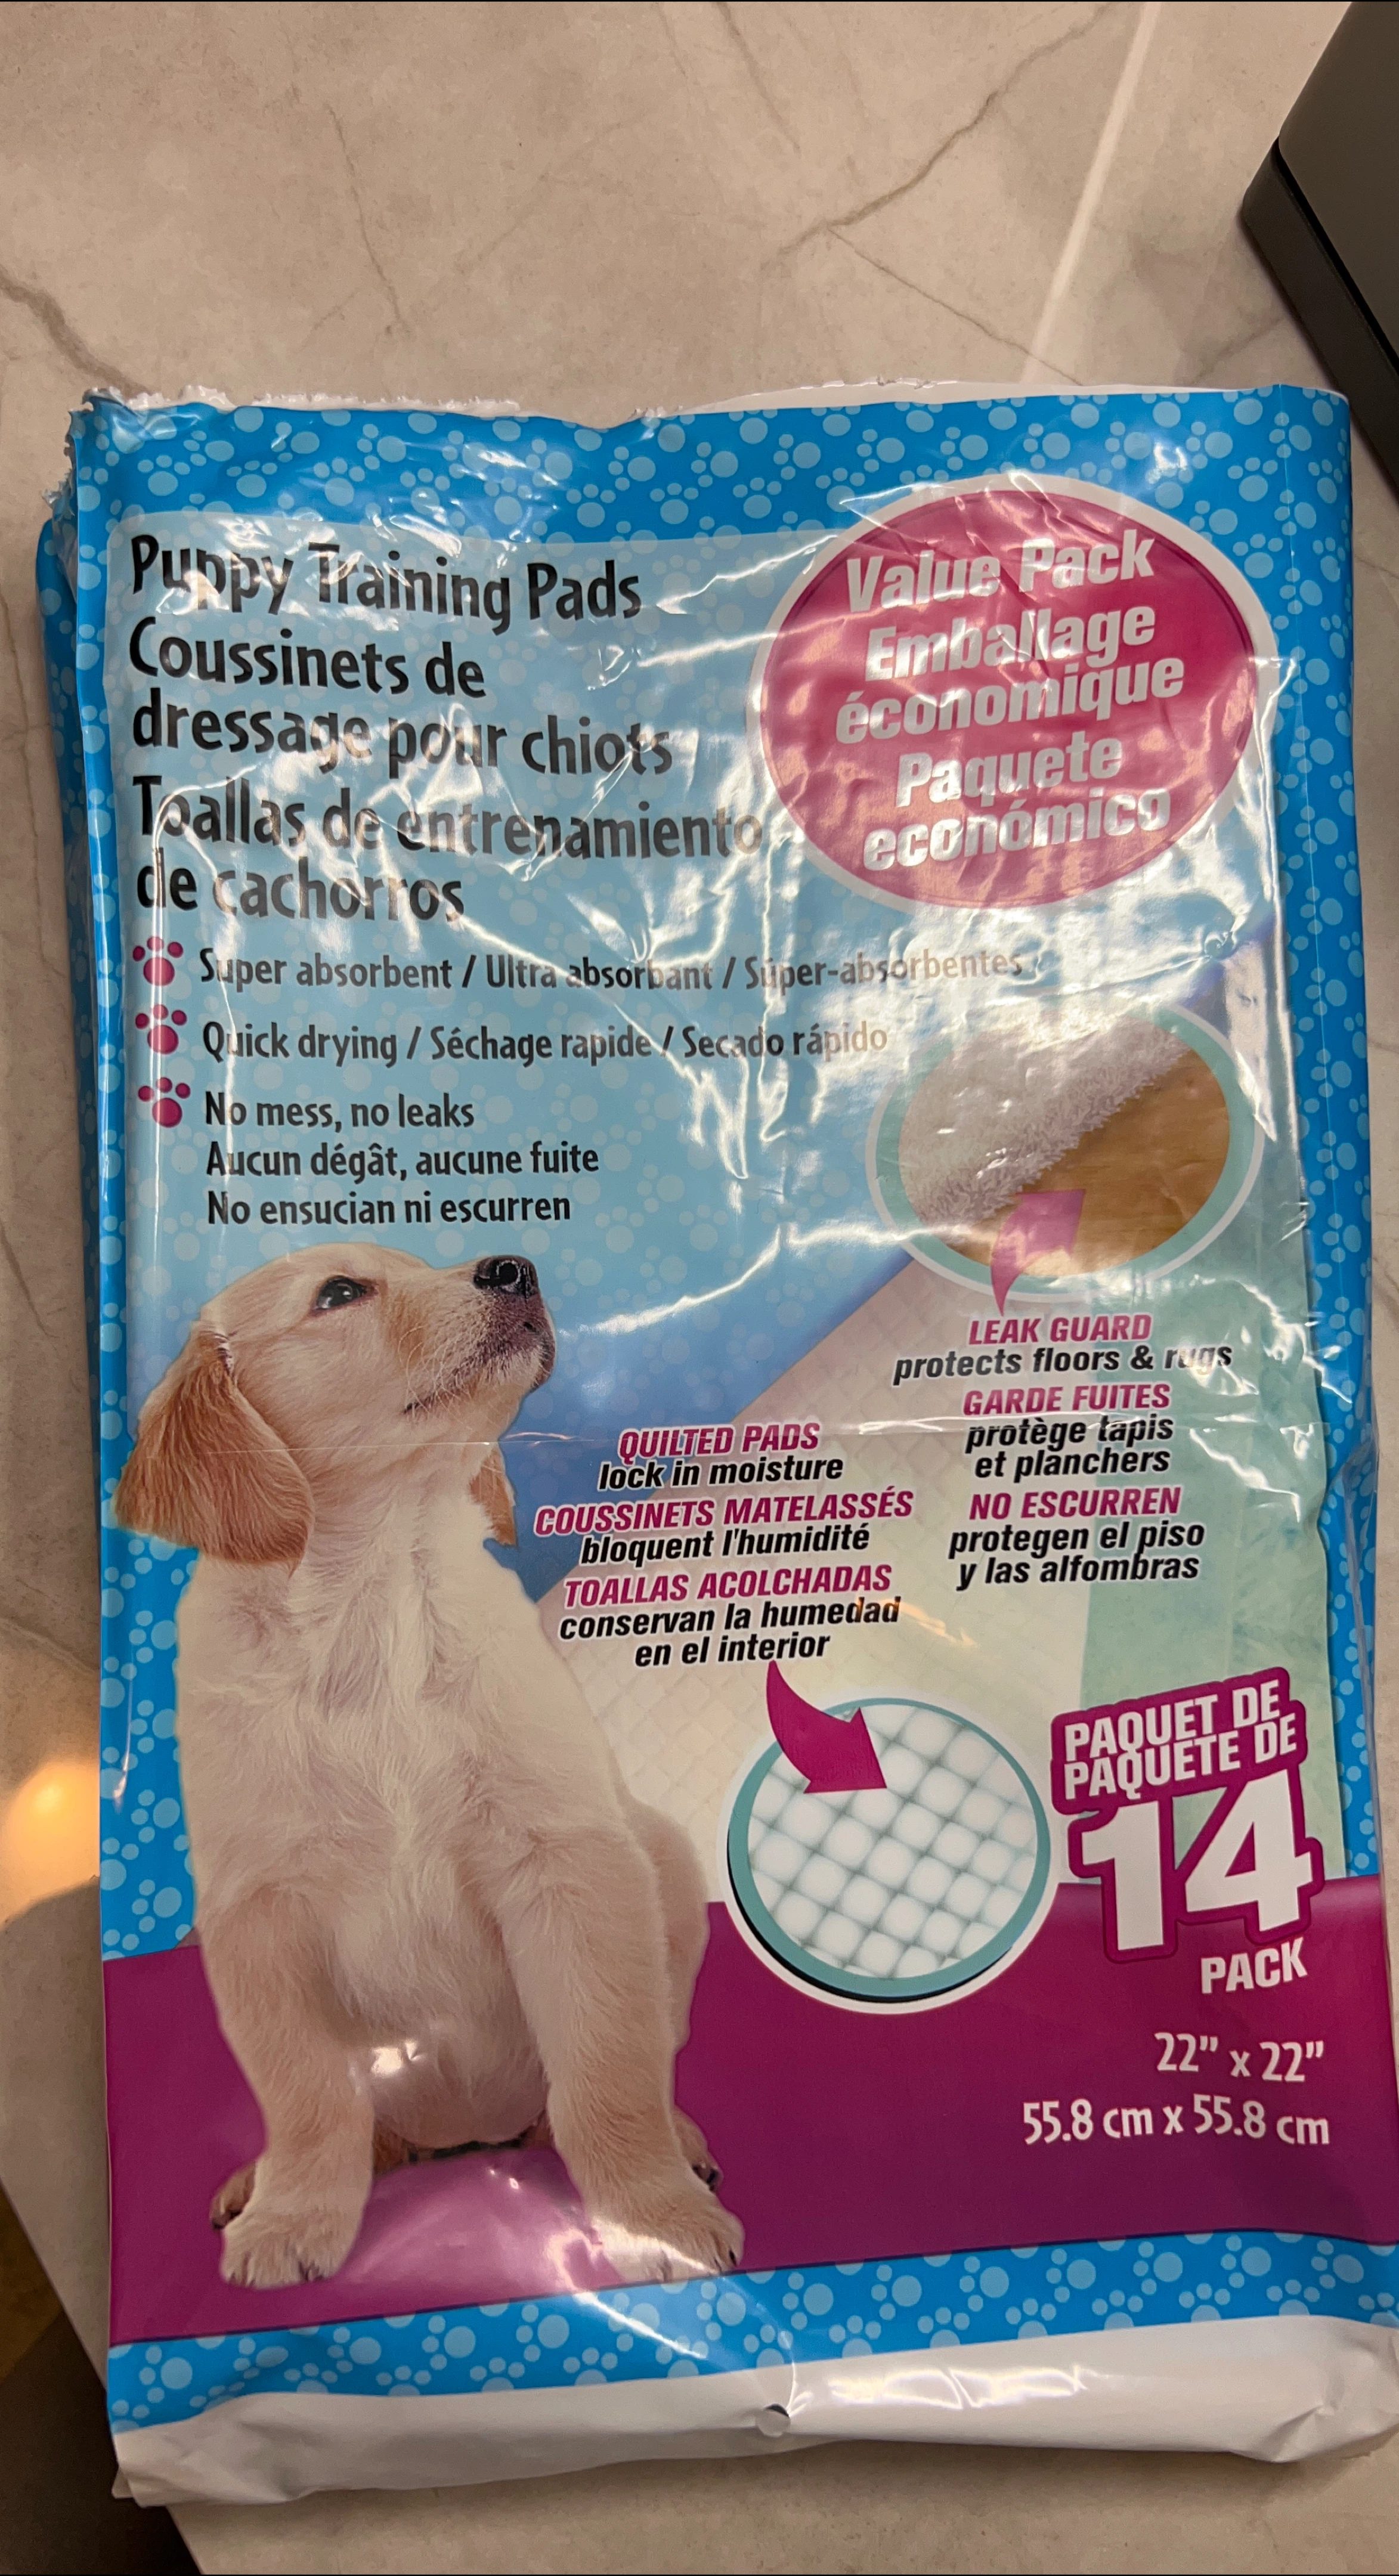 Puppy Training Pads
Coussinets de
dressage pour chiots
Toallas de entrenamiento
de cachorros
Value Pack
Emballage
économique
Paquete
económico
Super absorbent / Ultra absorbant / Súper-absorbentes
Quick drying / Séchage rapide / Secado rápido
No mess, no leaks
Aucun dégât, aucune fuite
No ensucian ni escurren
LEAK GUARD
protects floors & rugs
GARDE FUITES
protège tapis
et planchers
NO ESCURREN
protegen el piso
y las alfombras
QUILTED PADS
lock in moisture
COUSSINETS MATELASSÉS
bloquent l'humidité
TOALLAS ACOLCHADAS
conservan la humedad
en el interior
PAQUET DE
PAQUETE DE
14
PACK
22" x 22"
55.8 cm x 55.8 cm